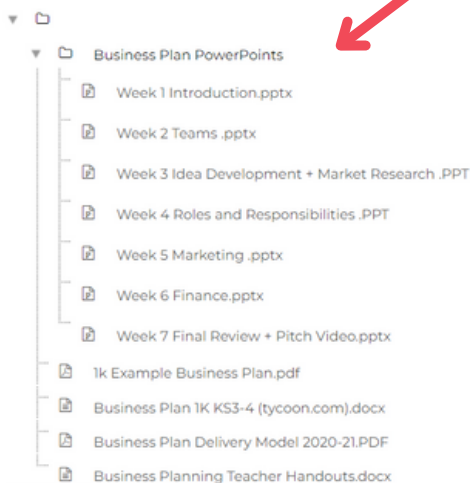 Business Plan PowerPoints
Week 1 Introduction.pptx
Week 2 Teams .pptx
Week 3 Idea Development + Market Research .PPT
Week 4 Roles and Responsibilities .PPT
Week 5 Marketing .pptx
Week 6 Finance.pptx
Week 7 Final Review + Pitch Video.pptx
1k Example Business Plan.pdf
Business Plan 1K KS3-4 (tycoon.com).docx
Business Plan Delivery Model 2020-21.PDF
Business Planning Teacher Handouts.docx